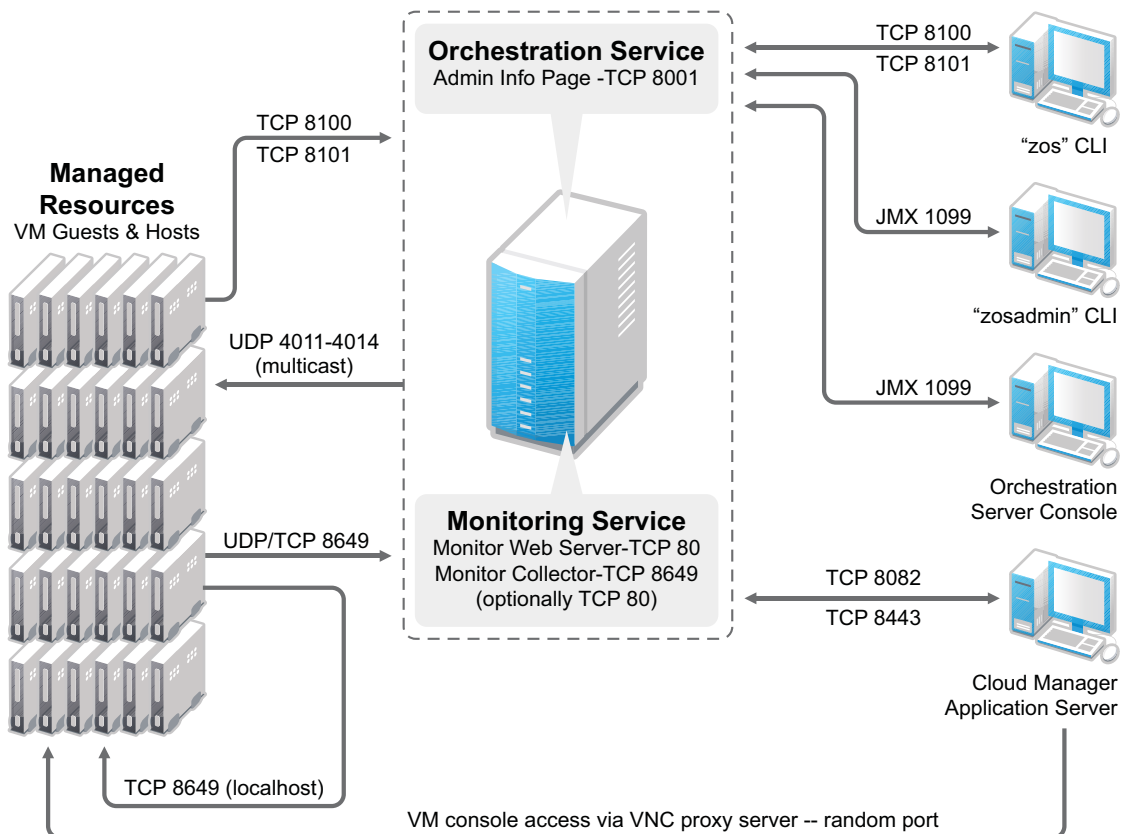 Orchestration Service
Admin Info Page -TCP 8001
TCP 8100
TCP 8101
“zos” CLI
TCP 8100
TCP 8101
Managed
Resources
VM Guests & Hosts
JMX 1099
“zosadmin” CLI
UDP 4011-4014
(multicast)
JMX 1099
Orchestration
Server Console
Monitoring Service
Monitor Web Server-TCP 80
Monitor Collector-TCP 8649
(optionally TCP 80)
UDP/TCP 8649
TCP 8082
TCP 8443
Cloud Manager
Application Server
TCP 8649 (localhost)
VM console access via VNC proxy server -- random port